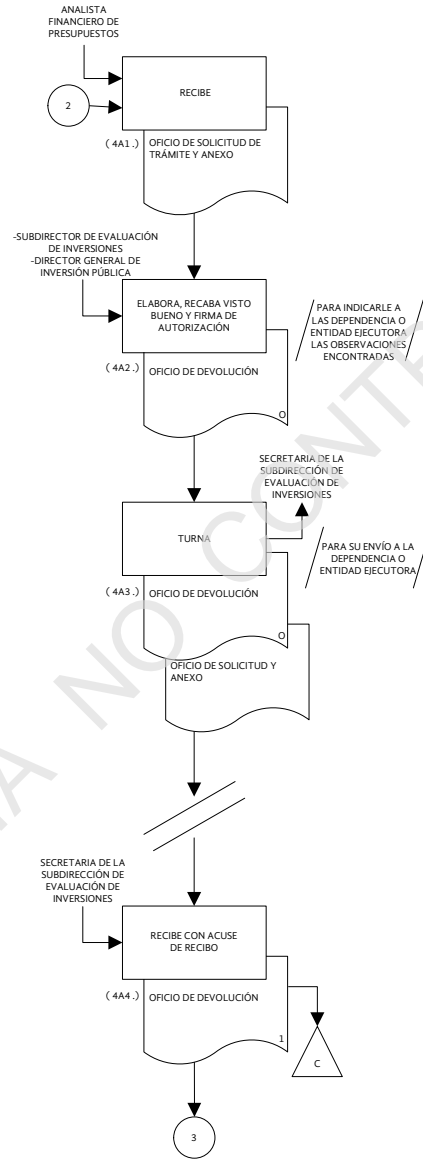 ANALISTA
FINANCIERO DE
PRESUPUESTOS
RECIBE
2
( 4A1.)
OFICIO DE SOLICITUD DE
TRÁMITE Y ANEXO
-SUBDIRECTOR DE EVALUACIÓN
DE INVERSIONES
-DIRECTOR GENERAL DE
INVERSIÓN PÚBLICA
ELABORA, RECABA VISTO
BUENO Y FIRMA DE
AUTORIZACIÓN
PARA INDICARLE A
LAS DEPENDENCIA O
ENTIDAD EJECUTORA
LAS OBSERVACIONES
ENCONTRADAS
( 4A2.)
OFICIO DE DEVOLUCIÓN
O
SECRETARIA DE LA
SUBDIRECCIÓN DE
EVALUACIÓN DE
INVERSIONES
TURNA
PARA SU ENVÍO A LA
DEPENDENCIA O
ENTIDAD EJECUTORA
( 4A3.)
OFICIO DE DEVOLUCIÓN
O
OFICIO DE SOLICITUD Y
ANEXO
SECRETARIA DE LA
SUBDIRECCIÓN DE
EVALUACIÓN DE
INVERSIONES
RECIBE CON ACUSE
DE RECIBO
( 4A4.)
OFICIO DE DEVOLUCIÓN
1
C
3
NO